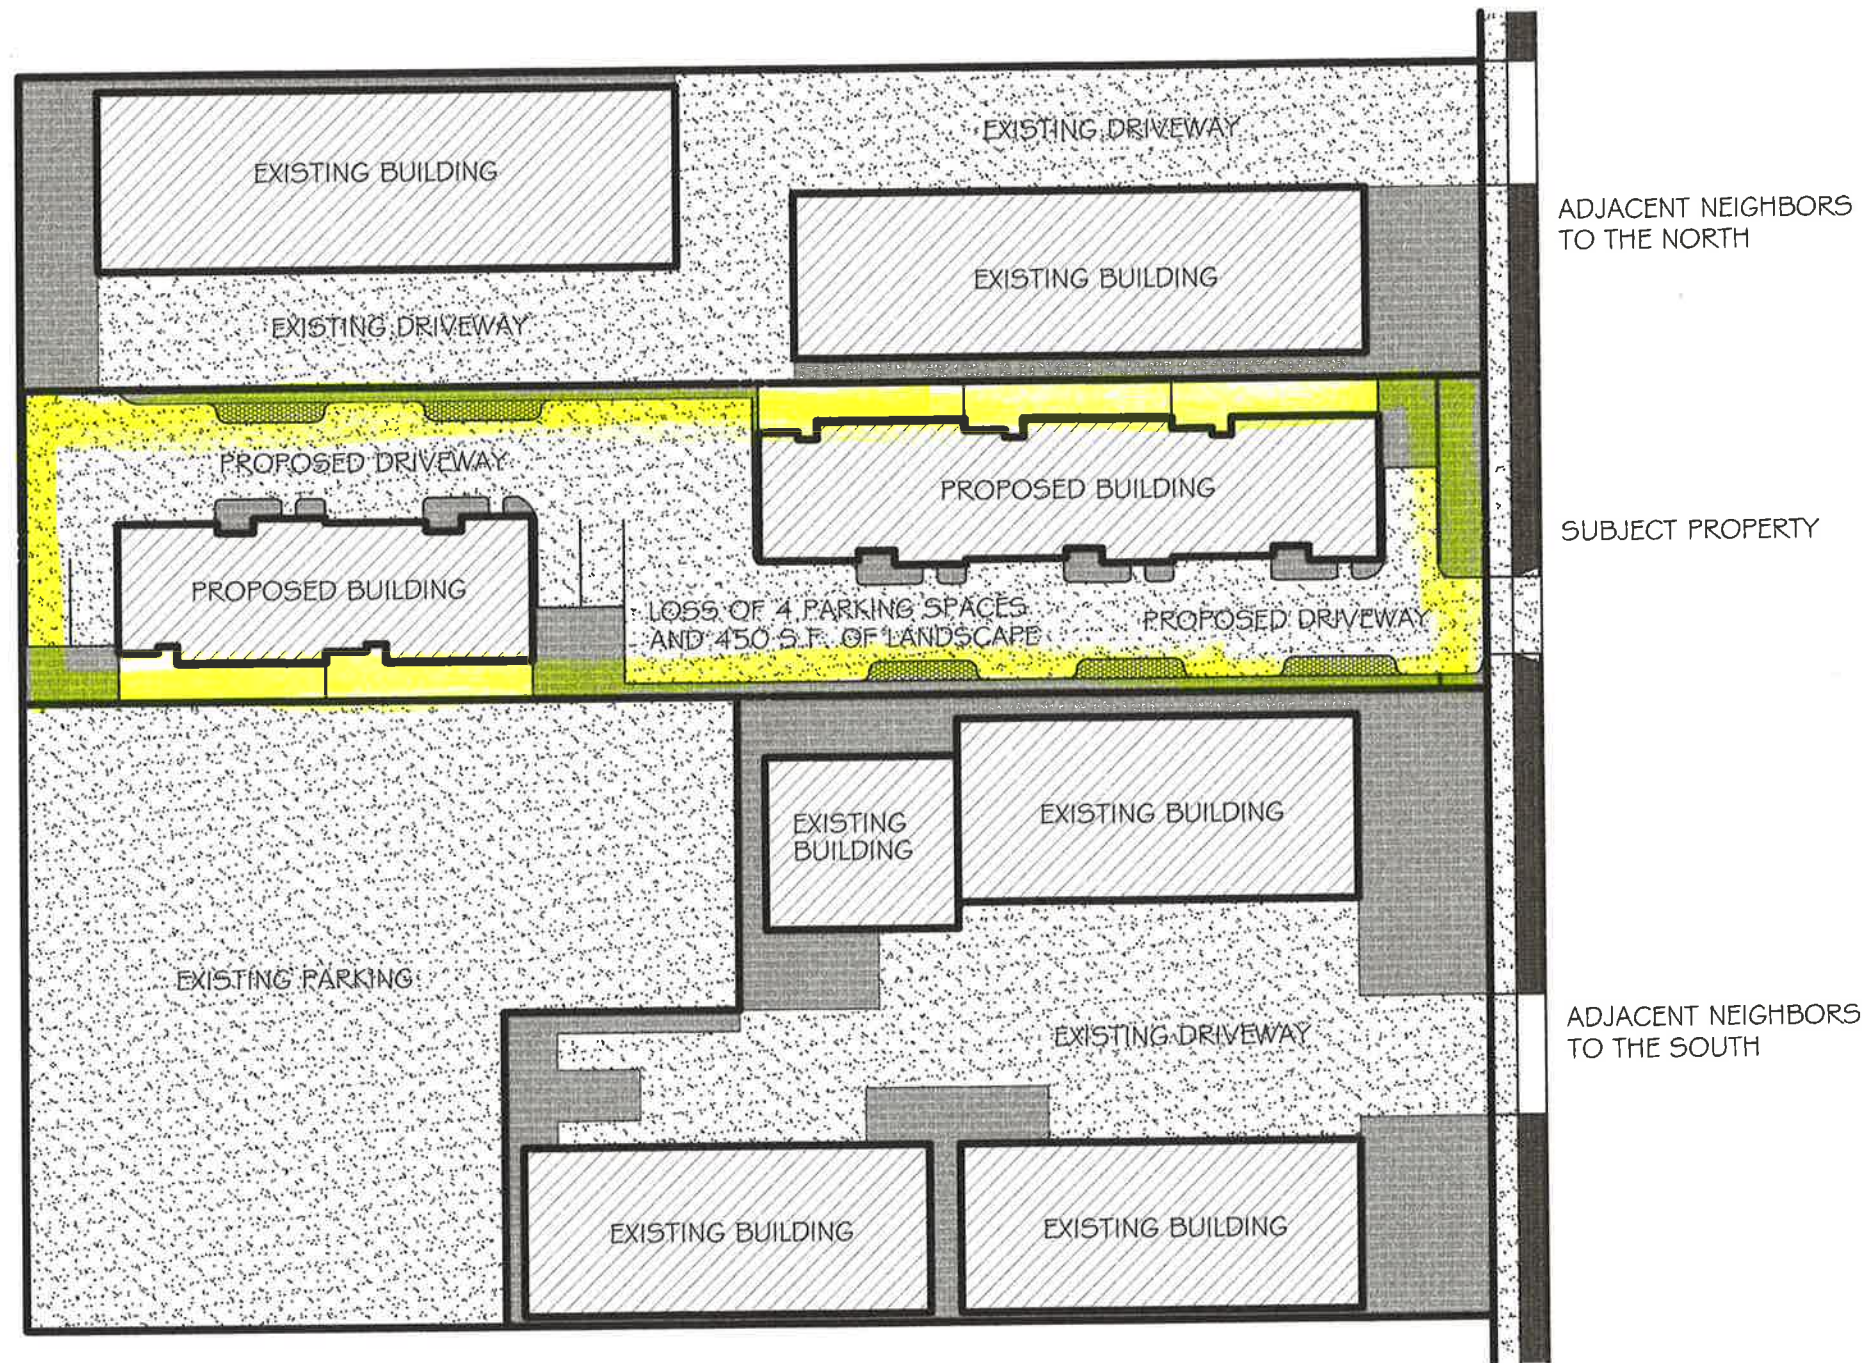 EXISTING DRIVEWAY
EXISTING BUILDING
ADJACENT NEIGHBORS
TO THE NORTH
EXISTING BUILDING
EXISTING DRIVEWAY
PROPOSED DRIVEWAY
PROPOSED BUILDING
SUBJECT PROPERTY
PROPOSED BUILDING
LOSS OF 4 PARKING SPACES
AND 450 S.F. OF LANDSCAPE
PROPOSED DRIVEWAY
EXISTING BUILDING
EXISTING
BUILDING
EXISTING PARKING
ADJACENT NEIGHBORS
TO THE SOUTH
EXISTING DRIVEWAY
EXISTING BUILDING
EXISTING BUILDING